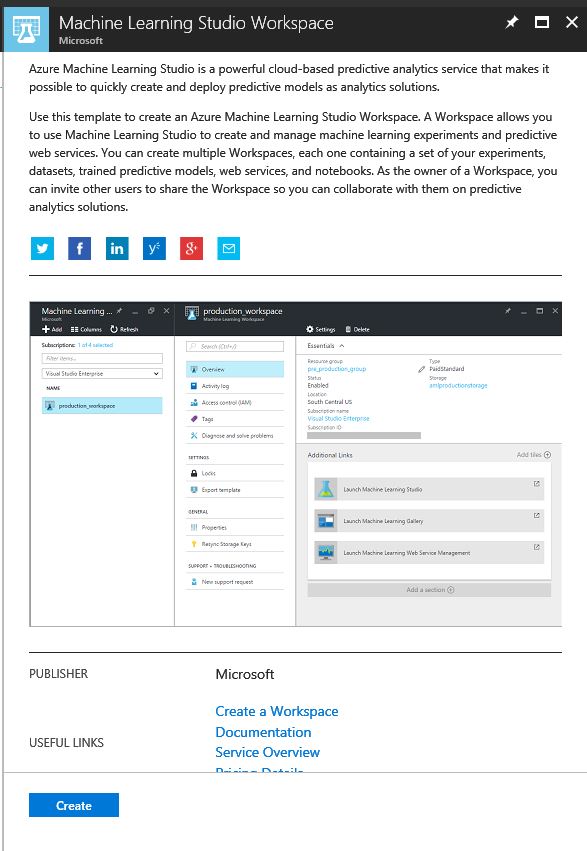 Machine Learning Studio Workspace
Microsoft
Azure Machine Learning Studio is a powerful cloud-based predictive analytics service that makes it
possible to quickly create and deploy predictive models as analytics solutions.
Use this template to create an Azure Machine Learning Studio Workspace. A Workspace allows you
to use Machine Learning Studio to create and manage machine learning experiments and predictive
web services. You can create multiple Workspaces, each one containing a set of your experiments,
datasets, trained predictive models, web services, and notebooks. As the owner of a Workspace, you
can invite other users to share the Workspace so you can collaborate with them on predictive
analytics solutions.
Machine Learning ...
Microsoft
Add Columns Refresh
Subscriptions: 1 of 4 selected
Filter items...
Visual Studio Enterprise
NAME
production_workspace
production_workspace
Machine Learning Workspace
Search (Ctrl+/)
Overview
Activity log
Access control (IAM)
Tags
Diagnose and solve problems
SETTINGS
Locks
Export template
GENERAL
Properties
Resync Storage Keys
SUPPORT + TROUBLESHOOTING
New support request
Settings Delete
Essentials
Resource group
prd_production_group
Status
Enabled
Location
South Central US
Subscription name
Visual Studio Enterprise
Subscription ID
Type
PaidStandard
Storage
amlproductionstorage
Additional Links
Add tiles
Launch Machine Learning Studio
Launch Machine Learning Gallery
Launch Machine Learning Web Service Management
Add a section
PUBLISHER
Microsoft
USEFUL LINKS
Create a Workspace
Documentation
Service Overview
Pricing Details
Create